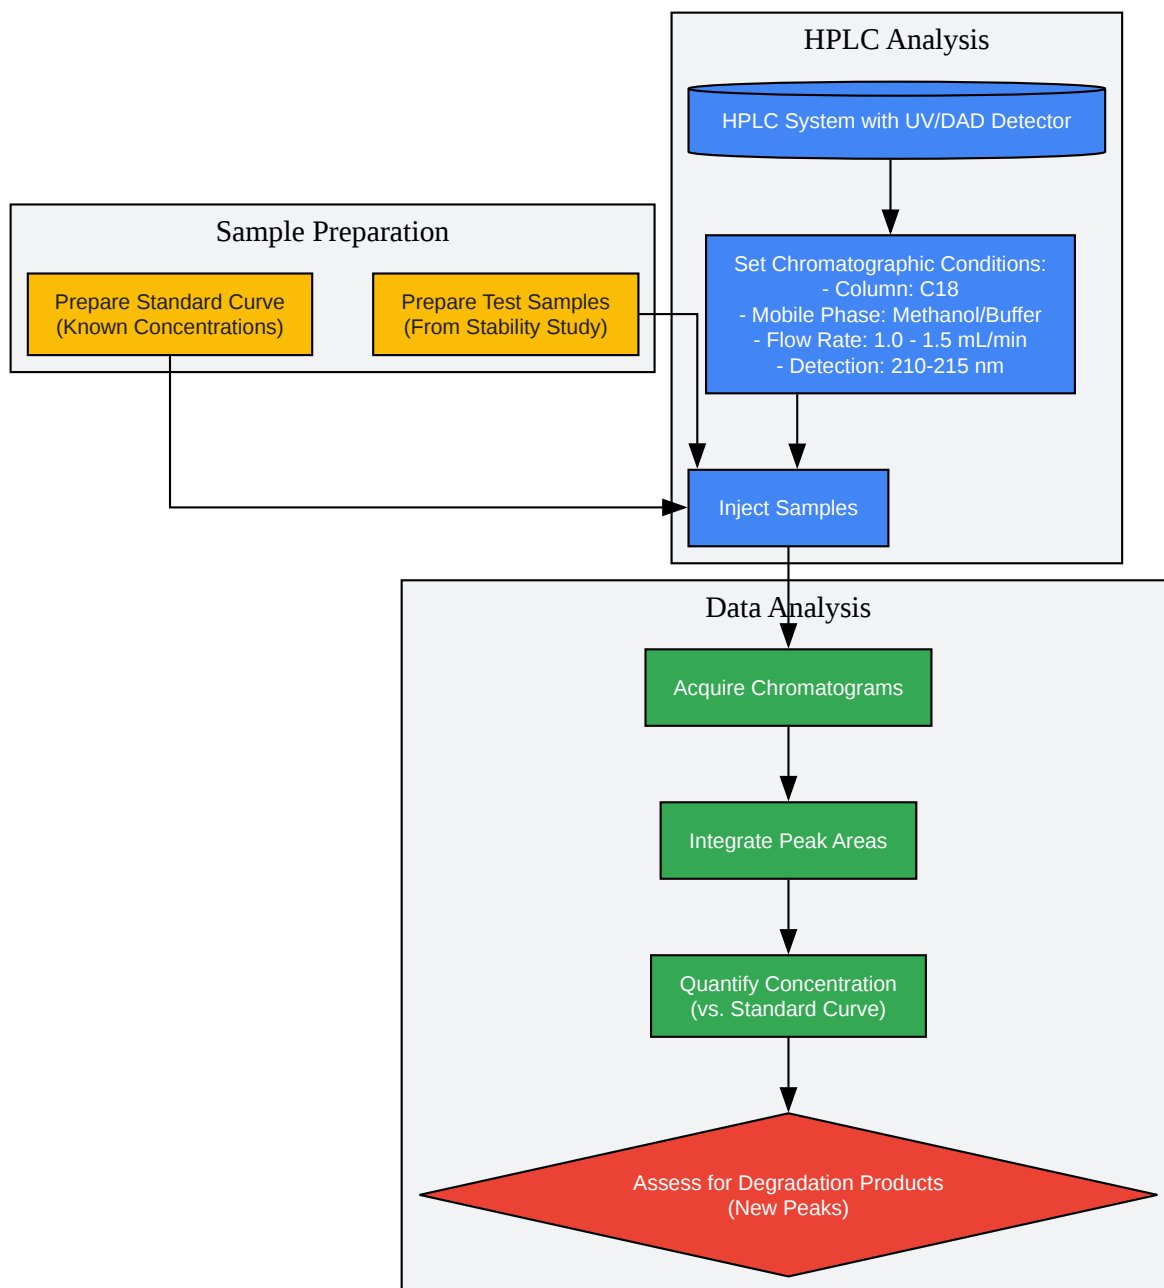 HPLC Analysis
HPLC System with UV/DAD Detector
Sample Preparation
Prepare Standard Curve
(Known Concentrations)
Prepare Test Samples
(From Stability Study)
Set Chromatographic Conditions:
- Column: C18
- Mobile Phase: Methanol/Buffer
- Flow Rate: 1.0 - 1.5 mL/min
- Detection: 210-215 nm
Inject Samples
Data Analysis
Acquire Chromatograms
Integrate Peak Areas
Quantify Concentration
(vs. Standard Curve)
Assess for Degradation Products
(New Peaks)